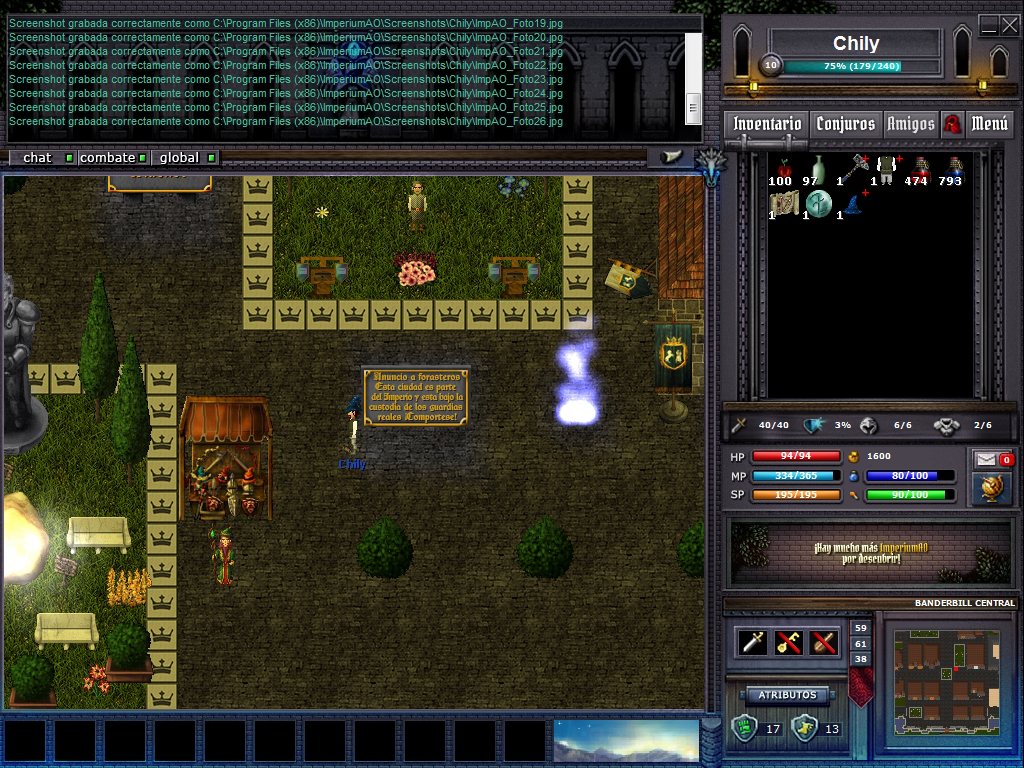 Screenshot grabada correctamente como C:\Program Files (x86)\ImperiumAO\Screenshots\Chily\ImpAO_Foto19.jpg
Screenshot grabada correctamente como C:\Program Files (x86)\ImperiumAO\Screenshots\Chily\ImpAO_Foto20.jpg
Screenshot grabada correctamente como C:\Program Files (x86)\ImperiumAO\Screenshots\Chily\ImpAO_Foto21.jpg
Screenshot grabada correctamente como C:\Program Files (x86)\ImperiumAO\Screenshots\Chily\ImpAO_Foto22.jpg
Screenshot grabada correctamente como C:\Program Files (x86)\ImperiumAO\Screenshots\Chily\ImpAO_Foto23.jpg
Screenshot grabada correctamente como C:\Program Files (x86)\ImperiumAO\Screenshots\Chily\ImpAO_Foto24.jpg
Screenshot grabada correctamente como C:\Program Files (x86)\ImperiumAO\Screenshots\Chily\ImpAO_Foto25.jpg
Screenshot grabada correctamente como C:\Program Files (x86)\ImperiumAO\Screenshots\Chily\ImpAO_Foto26.jpg
chat combate global
Anuncio a forasteros
Esta ciudad es parte
del Imperio y esta bajo la
custodia de los guardias
reales ¡Comportese!
Chily
Chily
10
75% (179/240)
Inventario Conjuros Amigos Menú
100 97 1 1 474 793
1 1 1
40/40 3% 6/6 2/6
HP 94/94 1600
MP 334/365 80/100
SP 195/195 90/100
0
¡Hay mucho más ImperiumAO
por descubrir!
BANDERBILL CENTRAL
59
61
38
ATRIBUTOS
17 13